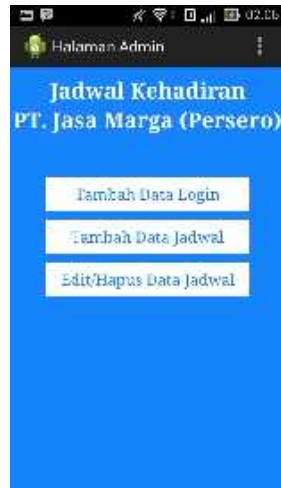 02.06
Halaman Admin
Jadwal Kehadiran
PT. Jasa Marga (Persero)
Tambah Data Login
Tambah Data Jadwal
Edit/Hapus Data Jadwal